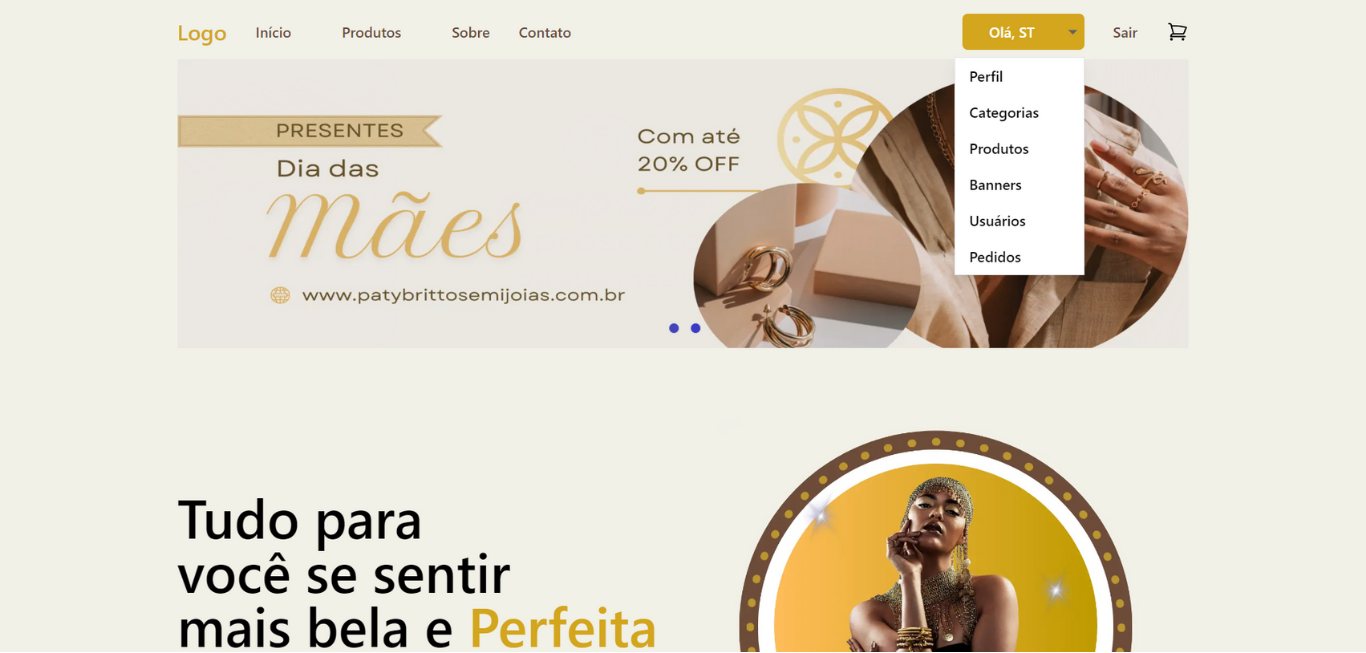 Logo
Início
Produtos
Sobre
Contato
Olá, ST
Sair
Perfil
Categorias
Produtos
Banners
Usuários
Pedidos
PRESENTES
Dia das
mães
www.patybrittosemijoias.com.br
Com até
20% OFF
Tudo para
você se sentir
mais bela e Perfeita